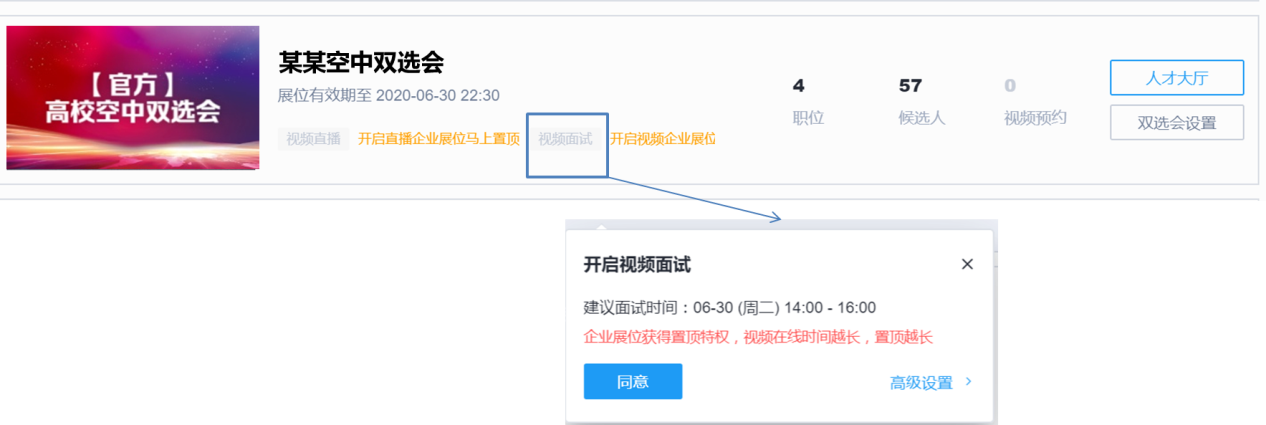 【官方】
高校空中双选会
某某空中双选会
展位有效期至 2020-06-30 22:30
视频直播 开启直播企业展位马上置顶 视频面试 开启视频企业展位
4 57 0
职位 候选人 视频预约
人才大厅
双选会设置
开启视频面试 ×
建议面试时间：06-30 (周二) 14:00 - 16:00
企业展位获得置顶特权，视频在线时间越长，置顶越长
同意 高级设置 >